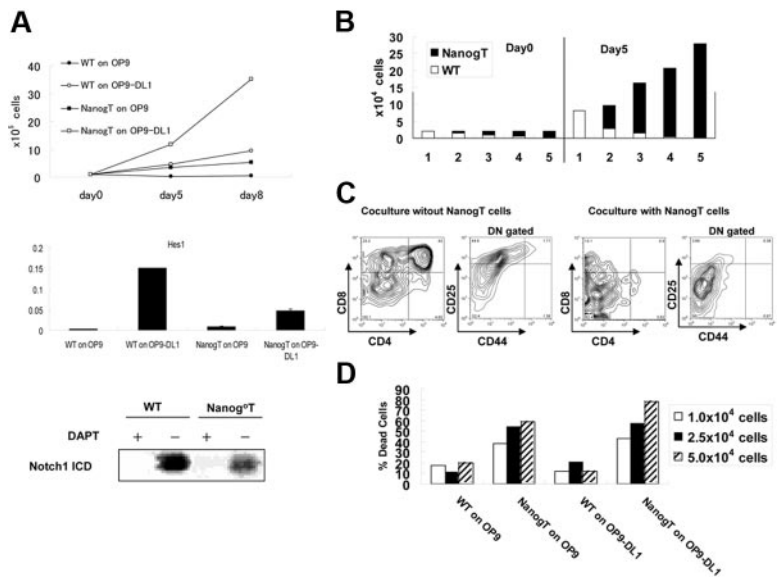 A
WT on OP9
WT on OP9-DL1
NanogT on OP9
NanogT on OP9-DL1
x10⁵ cells
40
30
20
10
0
day0 day5 day8
Hes1
0.2
0.15
0.1
0.05
0
WT on OP9 WT on OP9-DL1 NanogT on OP9 NanogT on OP9-DL1
WT NanogᵒT
DAPT + − + −
Notch1 ICD
B
NanogT
WT
Day0 Day5
x10⁴ cells
30
25
20
15
10
5
0
1 2 3 4 5 1 2 3 4 5
C
Coculture witout NanogT cells
Coculture with NanogT cells
DN gated
DN gated
CD8
CD4
CD25
CD44
CD8
CD4
CD25
CD44
D
% Dead Cells
90
80
70
60
50
40
30
20
10
0
WT on OP9
NanogT on OP9
WT on OP9-DL1
NanogT on OP9-DL1
1.0x10⁴ cells
2.5x10⁴ cells
5.0x10⁴ cells